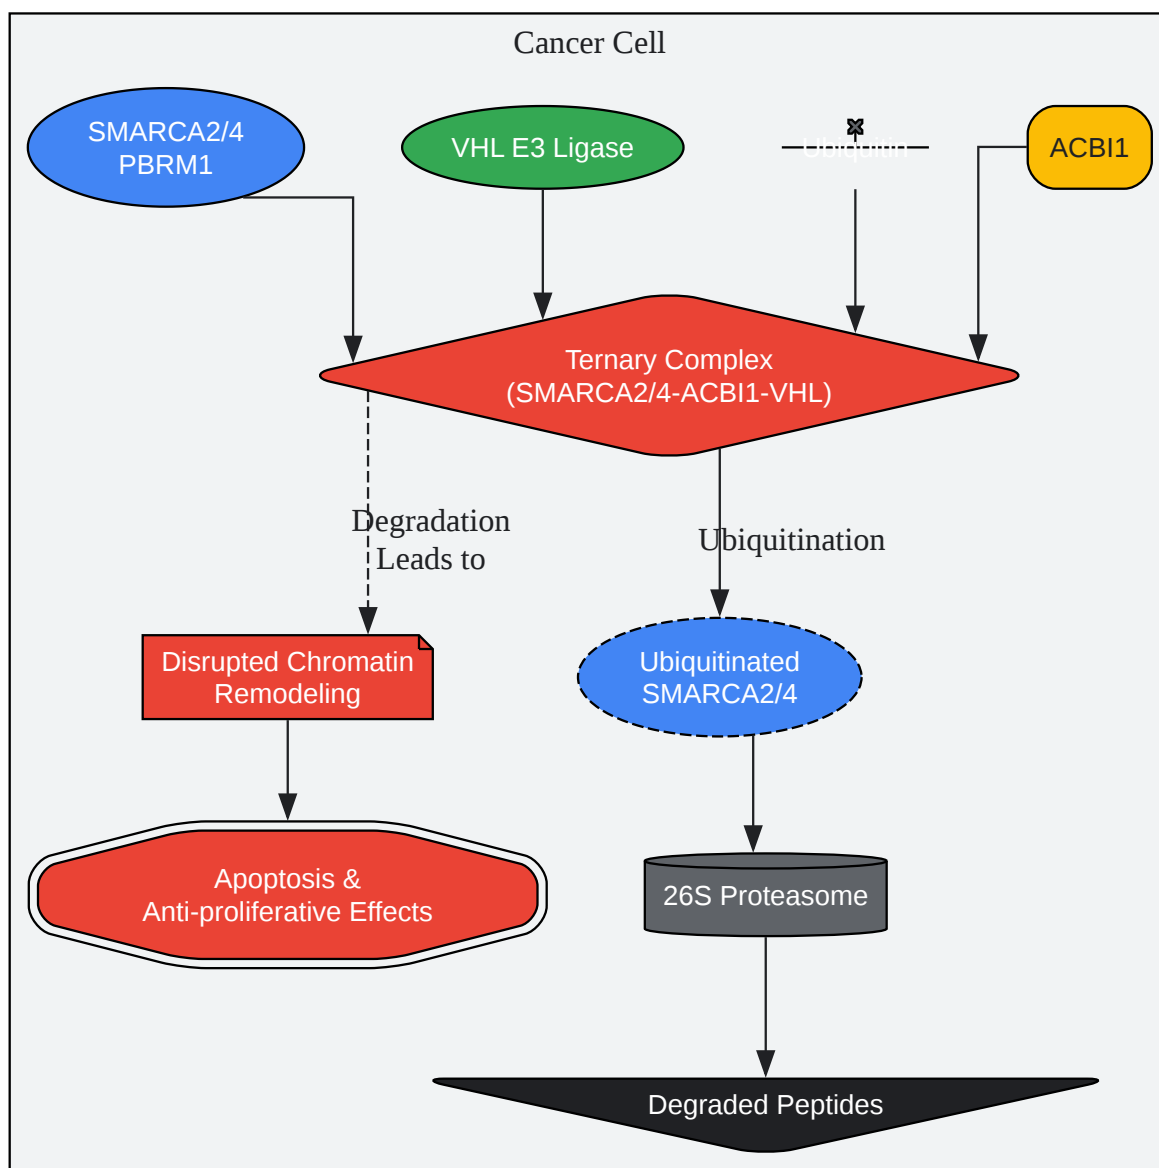 Cancer Cell
SMARCA2/4
PBRM1
VHL E3 Ligase
Ubiquitin
ACBI1
Ternary Complex
(SMARCA2/4-ACBI1-VHL)
Degradation
Leads to
Ubiquitination
Disrupted Chromatin
Remodeling
Ubiquitinated
SMARCA2/4
Apoptosis &
Anti-proliferative Effects
26S Proteasome
Degraded Peptides